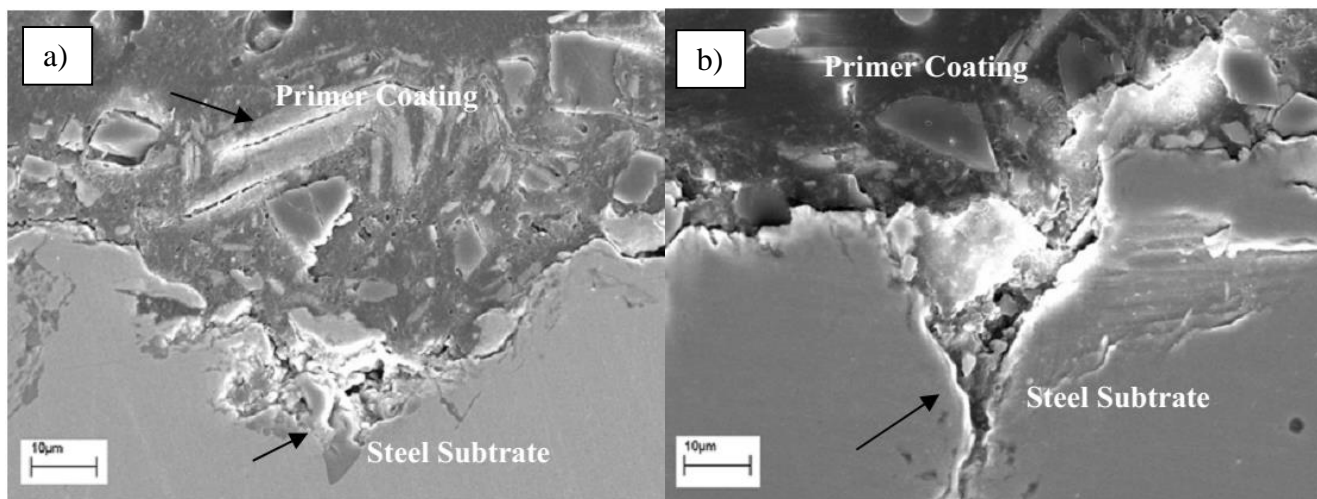 a)
Primer Coating
Steel Subtrate
10µm
b)
Primer Coating
Steel Subtrate
10µm